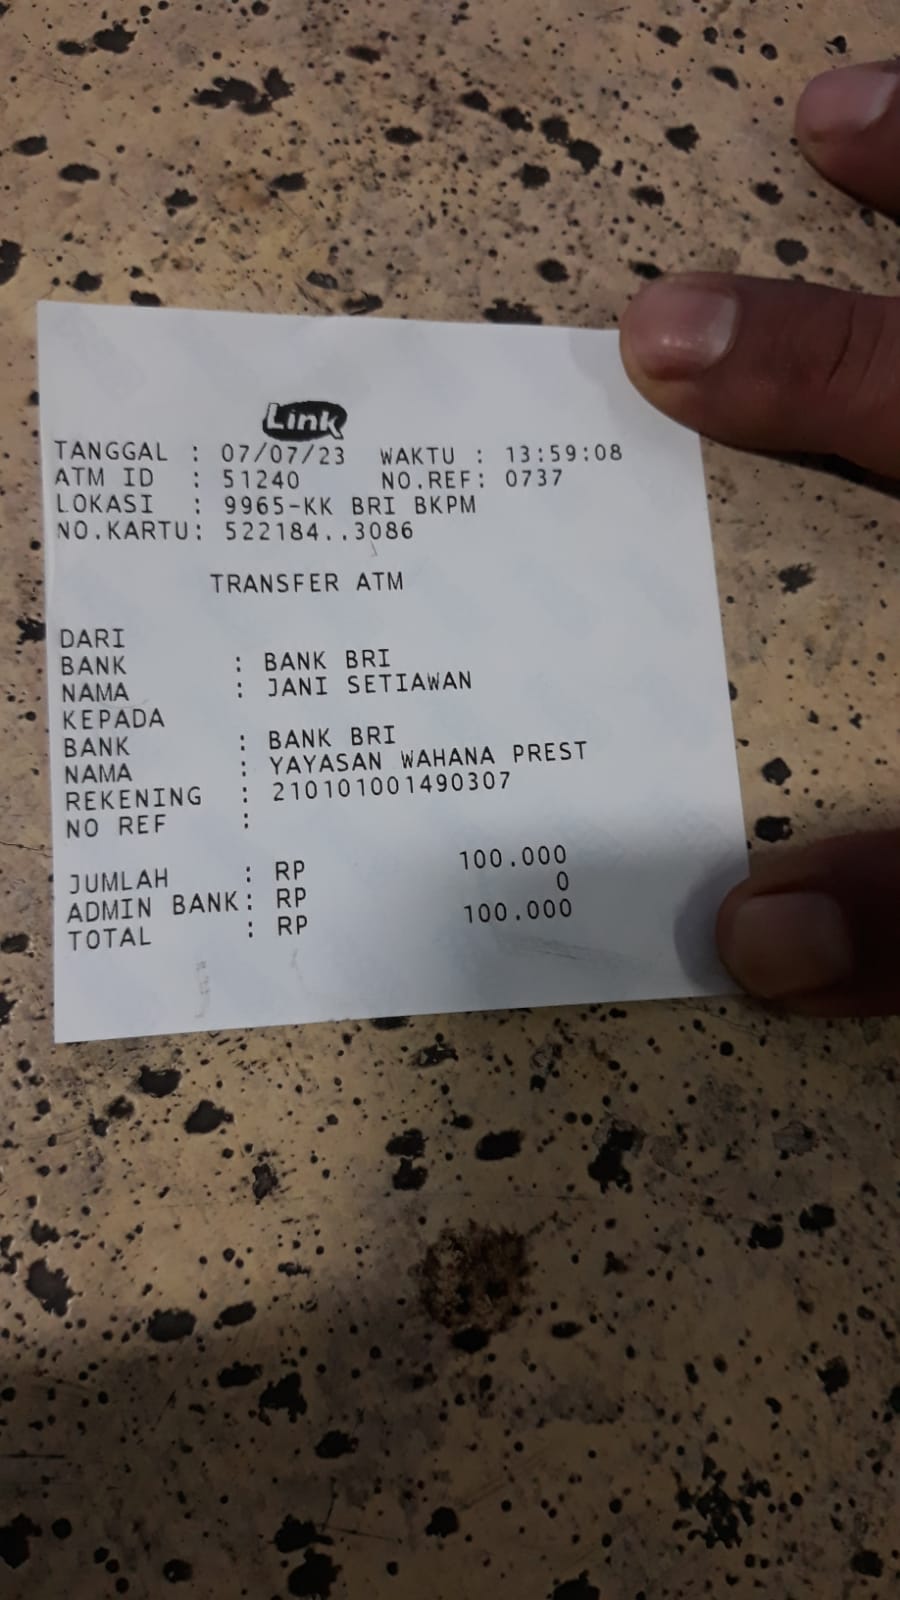 Link
TANGGAL : 07/07/23 WAKTU : 13:59:08
ATM ID : 51240 NO.REF: 0737
LOKASI : 9965-KK BRI BKPM
NO.KARTU: 522184..3086
TRANSFER ATM
DARI
BANK : BANK BRI
NAMA : JANI SETIAWAN
KEPADA
BANK : BANK BRI
NAMA : YAYASAN WAHANA PREST
REKENING : 210101001490307
NO REF :
JUMLAH : RP 100.000
ADMIN BANK: RP 0
TOTAL : RP 100.000